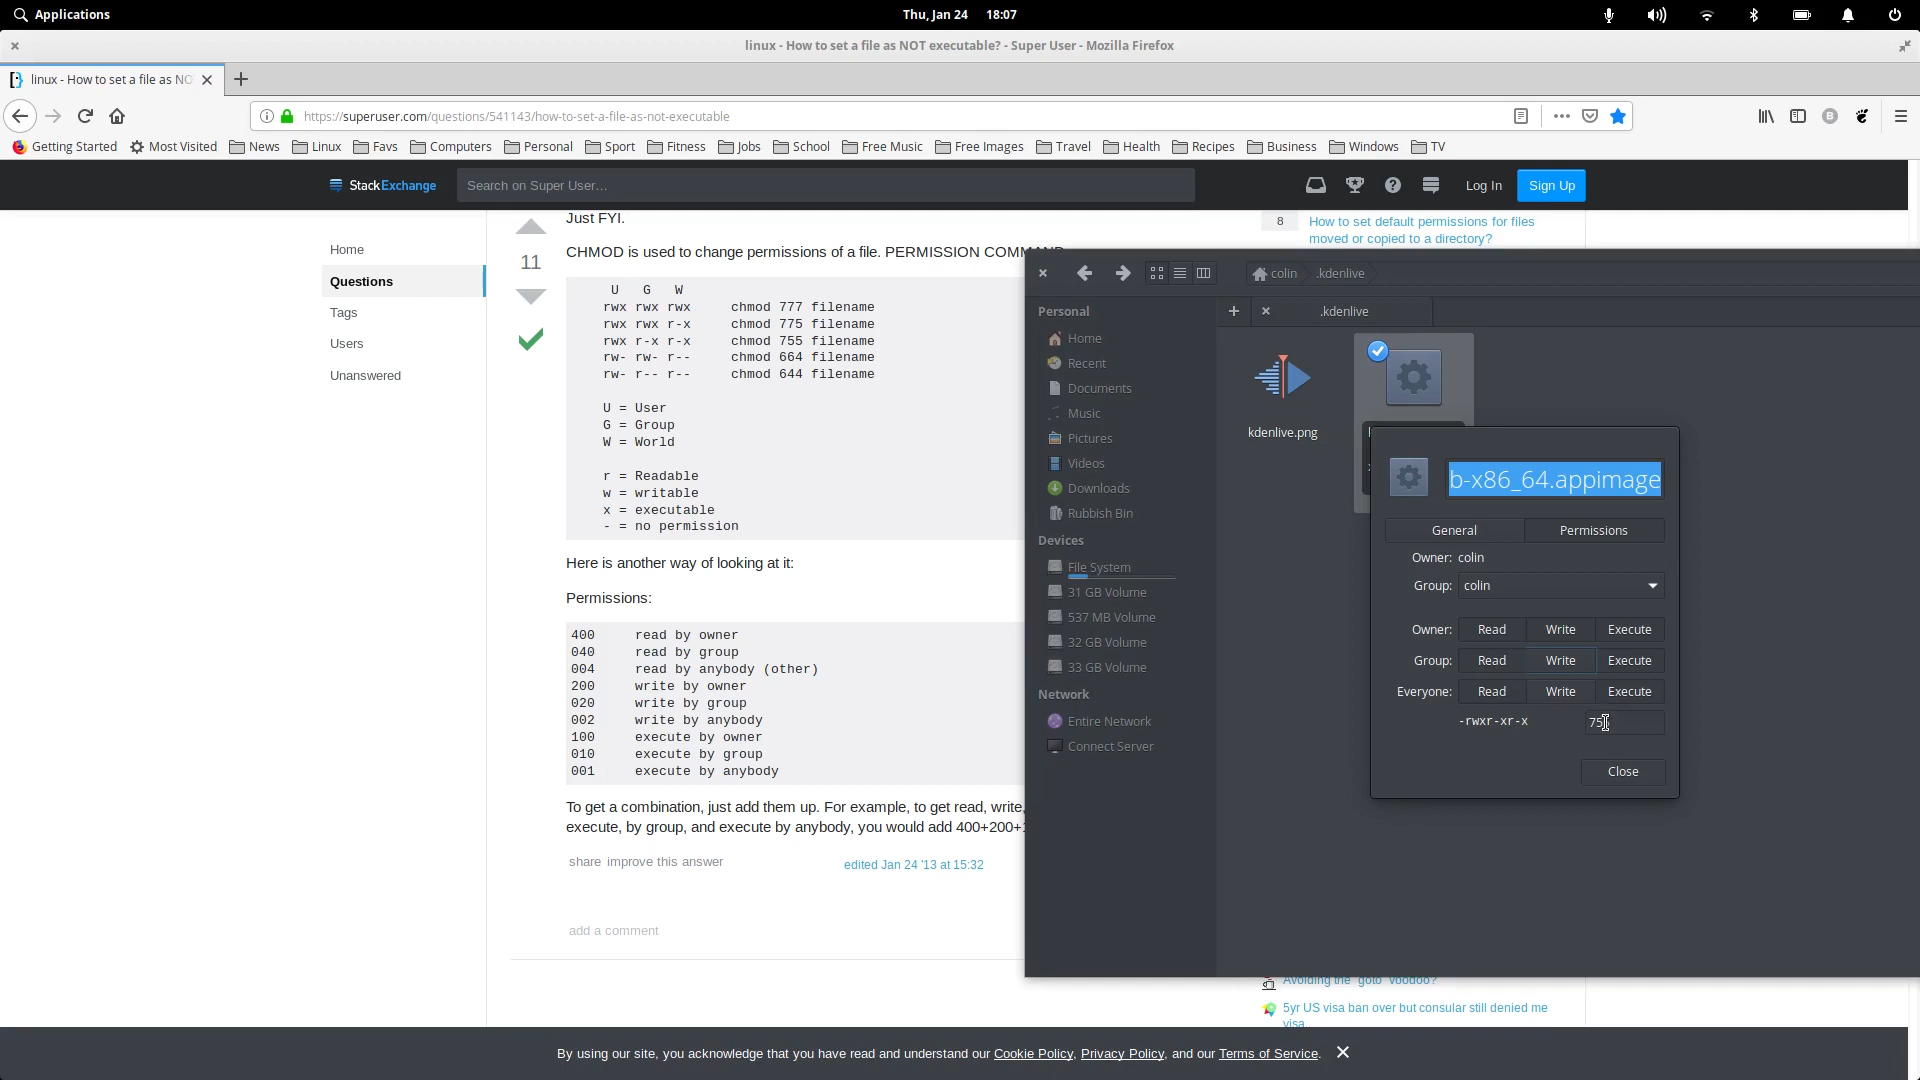 Applications
Thu, Jan 24 18:07
linux - How to set a file as NOT executable? - Super User - Mozilla Firefox
linux - How to set a file as NO
https://superuser.com/questions/541143/how-to-set-a-file-as-not-executable
Getting Started Most Visited News Linux Favs Computers Personal Sport Fitness Jobs School Free Music Free Images Travel Health Recipes Business Windows TV
StackExchange
Search on Super User…
Log In
Sign Up
Home
Questions
Tags
Users
Unanswered
11
Just FYI.
CHMOD is used to change permissions of a file. PERMISSION COMMAND
U G W
rwx rwx rwx chmod 777 filename
rwx rwx r-x chmod 775 filename
rwx r-x r-x chmod 755 filename
rw- rw- r-- chmod 664 filename
rw- r-- r-- chmod 644 filename
U = User
G = Group
W = World
r = Readable
w = writable
x = executable
- = no permission
Here is another way of looking at it:
Permissions:
400 read by owner
040 read by group
004 read by anybody (other)
200 write by owner
020 write by group
002 write by anybody
100 execute by owner
010 execute by group
001 execute by anybody
To get a combination, just add them up. For example, to get read, write,
execute, by group, and execute by anybody, you would add 400+200+
share improve this answer
edited Jan 24 '13 at 15:32
add a comment
8 How to set default permissions for files
moved or copied to a directory?
colin .kdenlive
.kdenlive
Personal
Home
Recent
Documents
Music
Pictures
Videos
Downloads
Rubbish Bin
Devices
File System
31 GB Volume
537 MB Volume
32 GB Volume
33 GB Volume
Network
Entire Network
Connect Server
kdenlive.png
b-x86_64.appimage
General Permissions
Owner: colin
Group: colin
Owner: Read Write Execute
Group: Read Write Execute
Everyone: Read Write Execute
-rwxr-xr-x
Close
Avoiding the "goto" voodoo?
5yr US visa ban over but consular still denied me
visa
By using our site, you acknowledge that you have read and understand our Cookie Policy, Privacy Policy, and our Terms of Service.